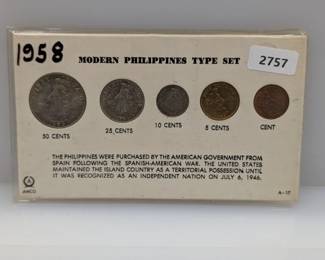 1958
MODERN PHILIPPINES TYPE SET
2757
50 CENTS
25 CENTS
10 CENTS
5 CENTS
CENT
THE PHILIPPINES WERE PURCHASED BY THE AMERICAN GOVERNMENT FROM
SPAIN FOLLOWING THE SPANISH-AMERICAN WAR. THE UNITED STATES
MAINTAINED THE ISLAND COUNTRY AS A TERRITORIAL POSSESSION UNTIL
IT WAS RECOGNIZED AS AN INDEPENDENT NATION ON JULY 6, 1946.
AMCO